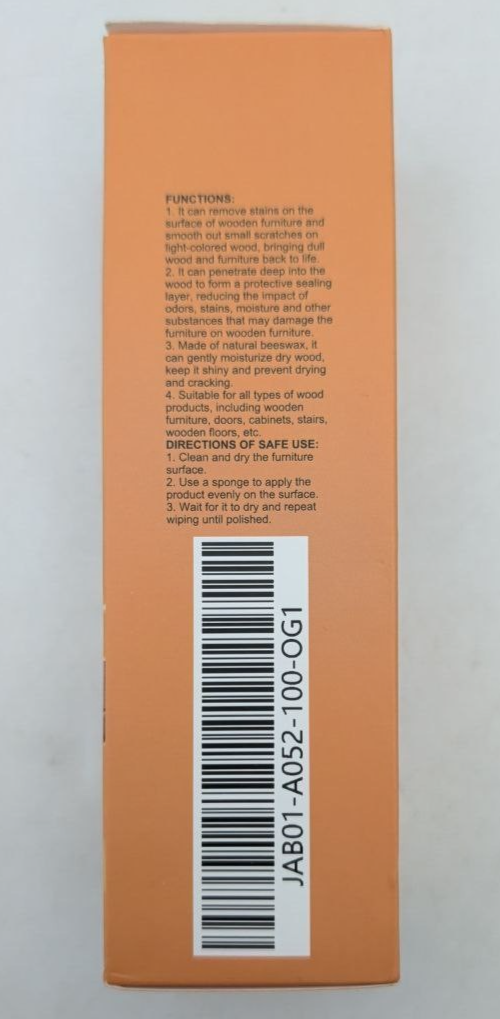 FUNCTIONS:
1. It can remove stains on the
surface of wooden furniture and
smooth out small scratches on
light-colored wood, bringing dull
wood and furniture back to life.
2. It can penetrate deep into the
wood to form a protective sealing
layer, reducing the impact of
odors, stains, moisture and other
substances that may damage the
furniture on wooden furniture.
3. Made of natural beeswax, it
can gently moisturize dry wood,
keep it shiny and prevent drying
and cracking.
4. Suitable for all types of wood
products, including wooden
furniture, doors, cabinets, stairs,
wooden floors, etc.
DIRECTIONS OF SAFE USE:
1. Clean and dry the furniture
surface.
2. Use a sponge to apply the
product evenly on the surface.
3. Wait for it to dry and repeat
wiping until polished.
JAB01-A052-100-OG1